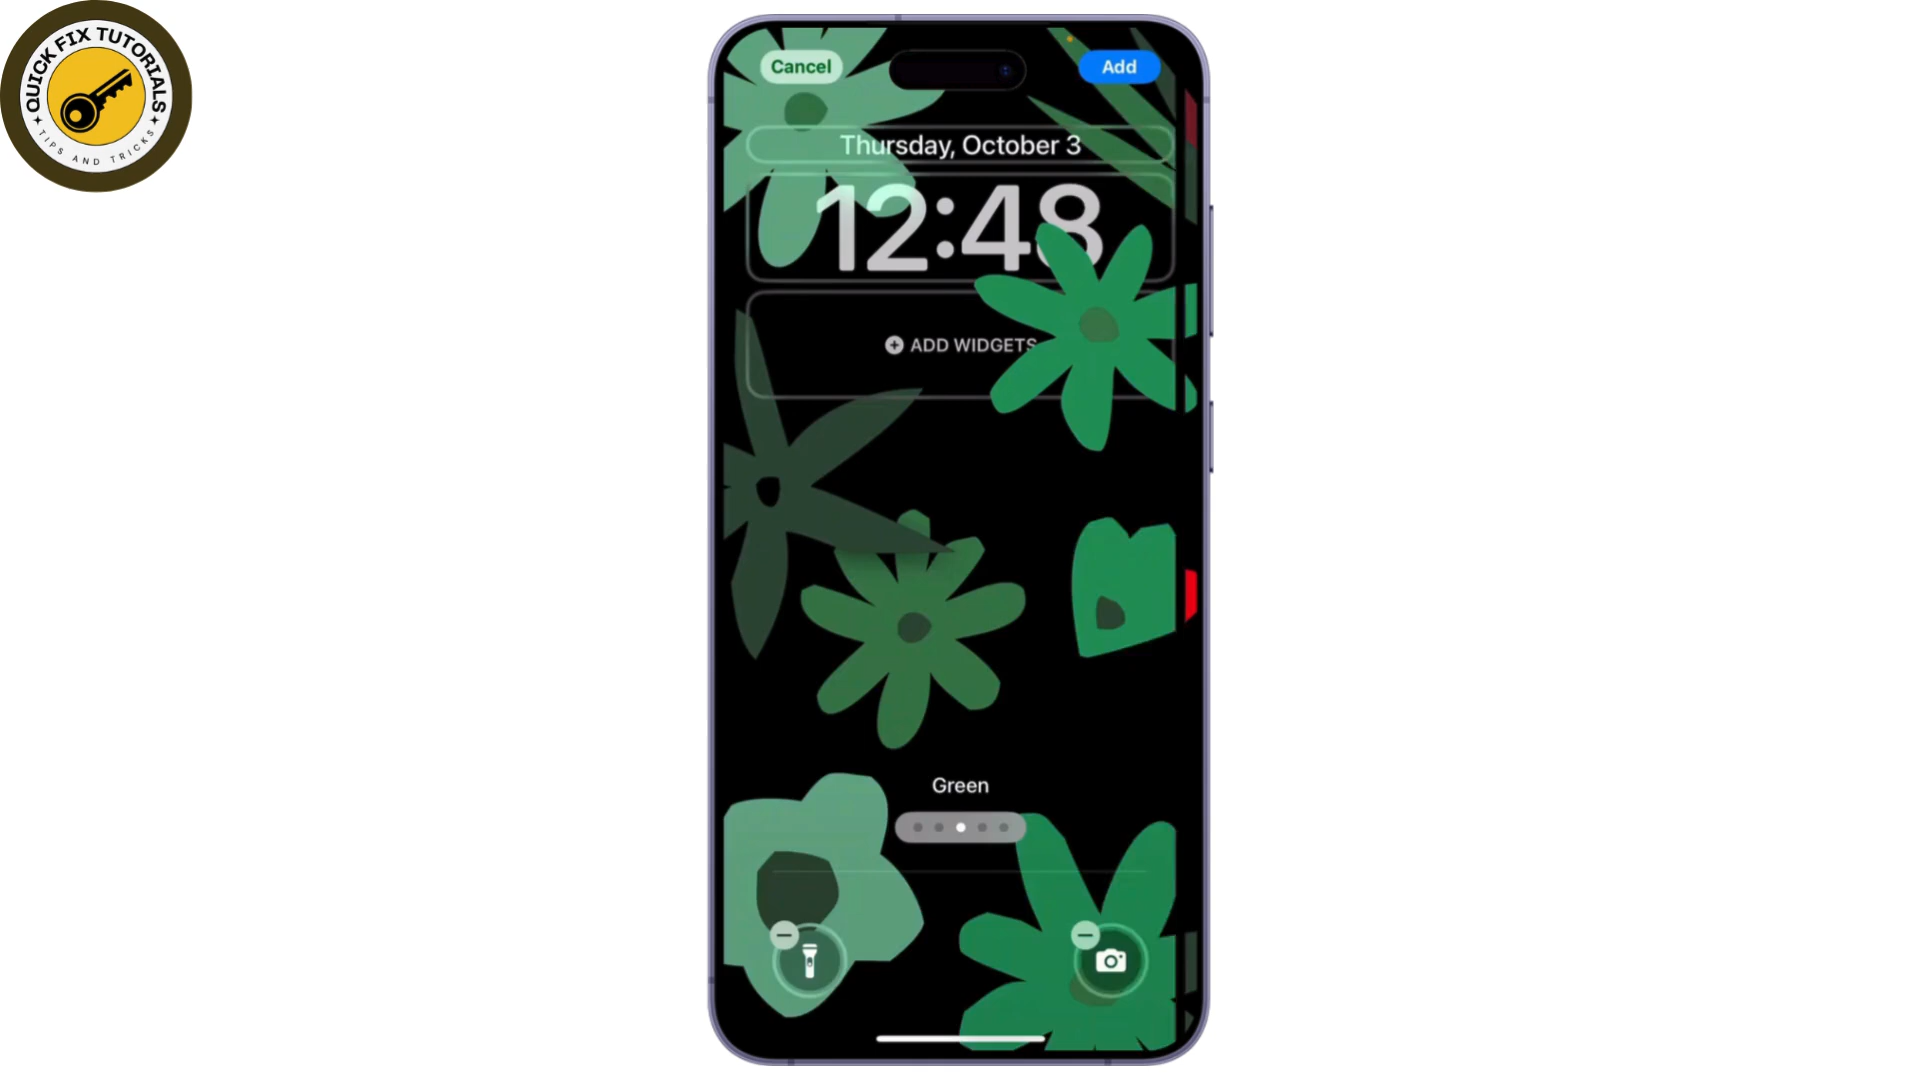 QUICK FIX TUTORIALS
TIPS AND TRICKS
Cancel
Add
Thursday, October 3
12:48
ADD WIDGETS
Green